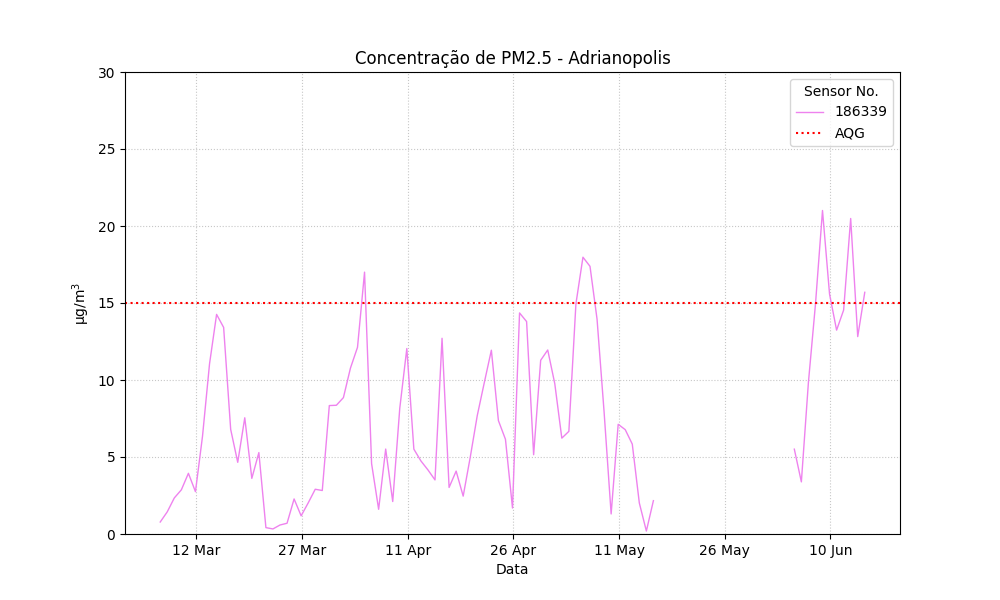 Concentração de PM2.5 - Adrianopolis
30
25
20
15
10
5
0
µg/m³
Sensor No.
186339
AQG
12 Mar
27 Mar
11 Apr
26 Apr
11 May
26 May
10 Jun
Data